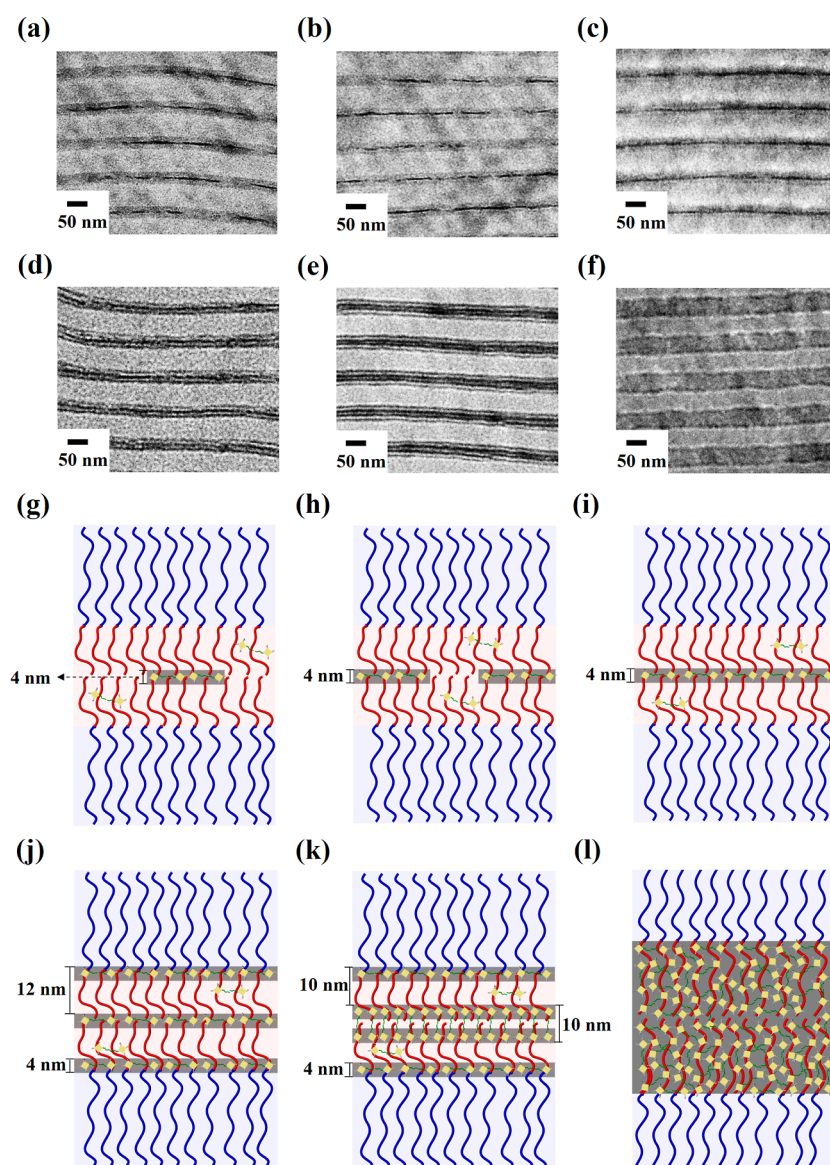 (a) (b) (c)
50 nm 50 nm 50 nm
(d) (e) (f)
50 nm 50 nm 50 nm
(g) (h) (i)
4 nm 4 nm 4 nm
(j) (k) (l)
12 nm 10 nm
10 nm
4 nm 4 nm